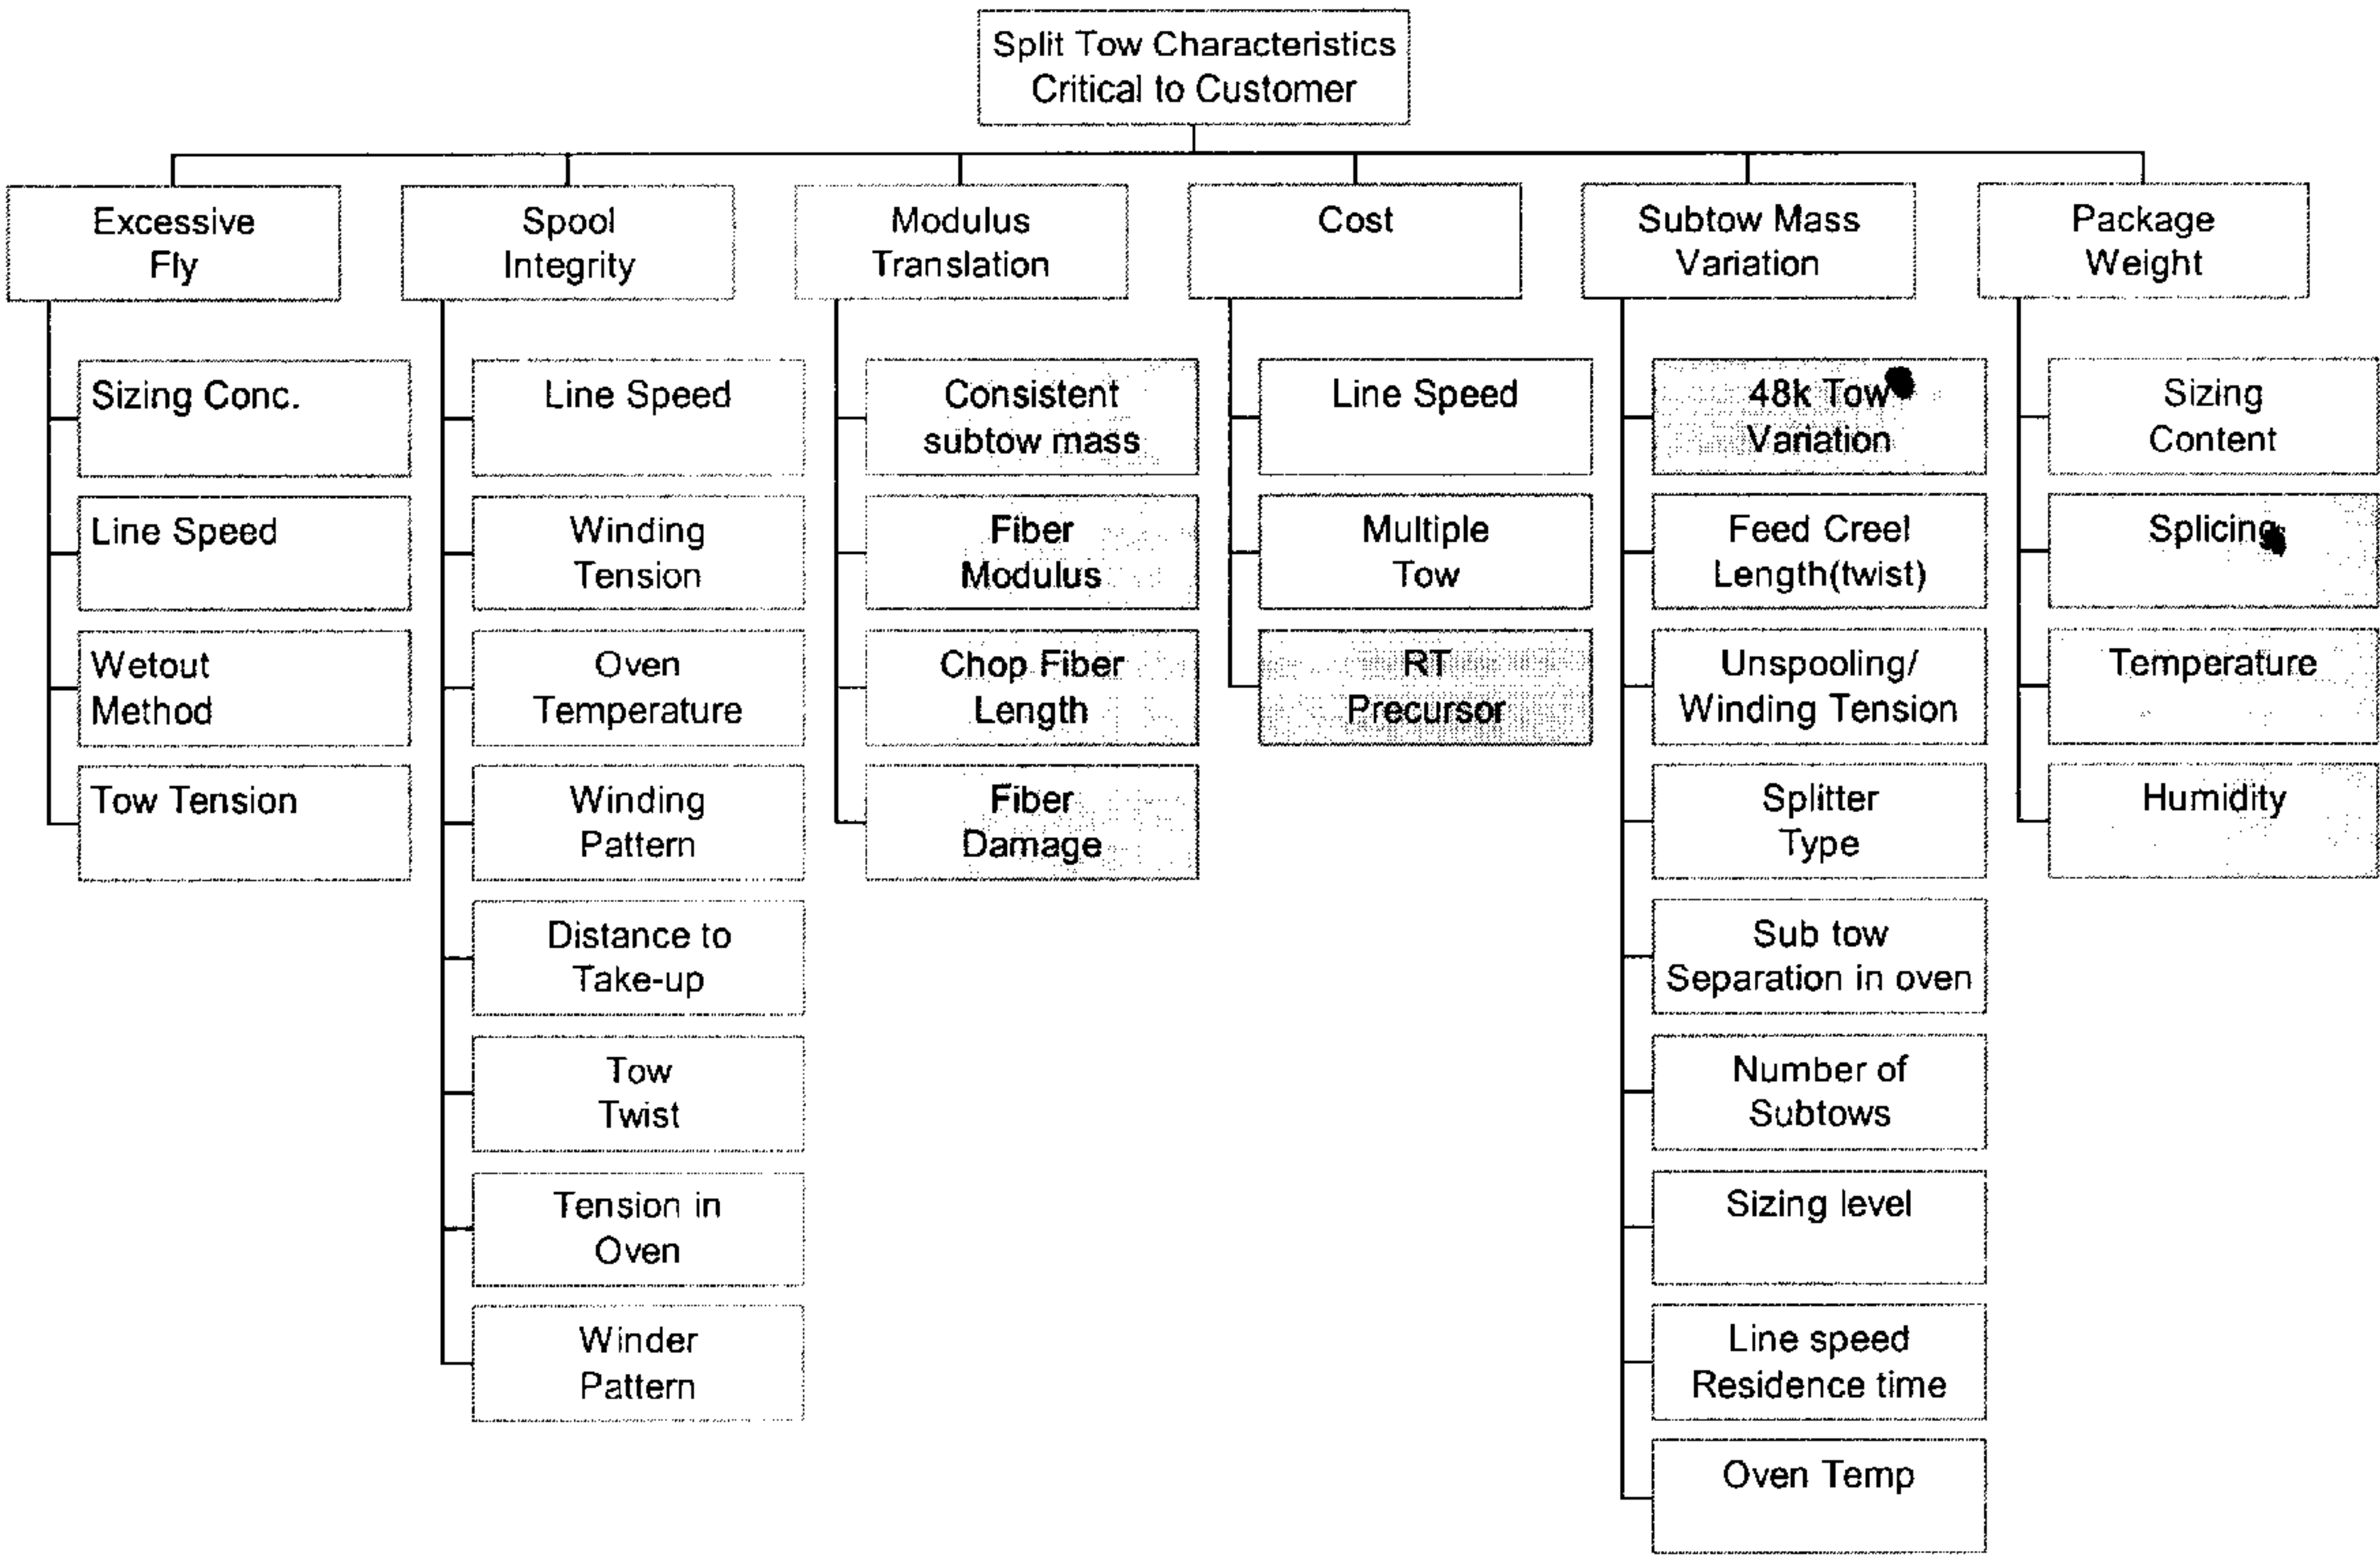 Split Tow Characteristics
Critical to Customer
Excessive
Fly
Sizing Conc.
Line Speed
Wetout
Method
Tow Tension
Spool
Integrity
Line Speed
Winding
Tension
Oven
Temperature
Winding
Pattern
Distance to
Take-up
Tow
Twist
Tension in
Oven
Winder
Pattern
Modulus
Translation
Consistent
subtow mass
Fiber
Modulus
Chop Fiber
Length
Fiber
Damage
Cost
Line Speed
Multiple
Tow
RT
Precursor
Subtow Mass
Variation
48k Tow
Variation
Feed Creel
Length(twist)
Unspooling/
Winding Tension
Splitter
Type
Sub tow
Separation in oven
Number of
Subtows
Sizing level
Line speed
Residence time
Oven Temp
Package
Weight
Sizing
Content
Splicing
Temperature
Humidity